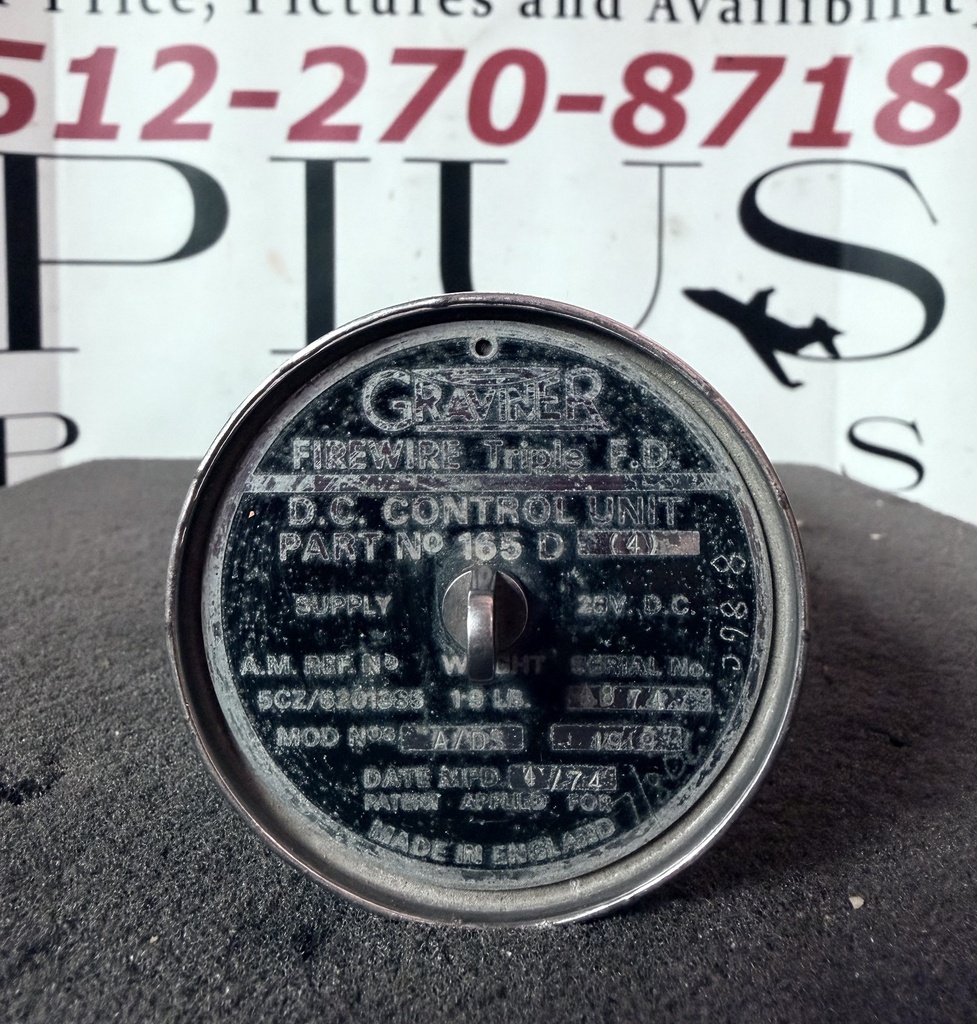 Price, Pictures and Availibility
512-270-8718
PIUS
P S
GRAVINER
FIREWIRE Triple F.D.
D.C. CONTROL UNIT
PART Nº 165 D (4)
SUPPLY 28V. D.C.
A.M. REF. Nº WEIGHT SERIAL No.
1·9 LB.
MOD Nºs A/DS
DATE MFD. 4/74
PATENT APPLIED FOR
MADE IN ENGLAND